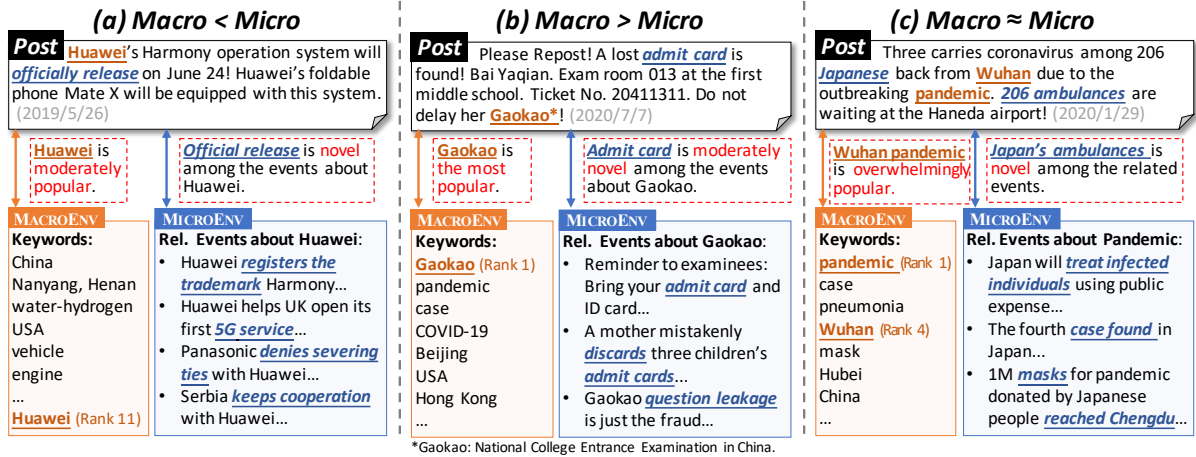 (a) Macro < Micro
Post
Huawei's Harmony operation system will
officially release on June 24! Huawei's foldable
phone Mate X will be equipped with this system.
(2019/5/26)
Huawei is
moderately
popular.
Official release is novel
among the events about
Huawei.
MACROENV
Keywords:
China
Nanyang, Henan
water-hydrogen
USA
vehicle
engine
...
Huawei (Rank 11)
MICROENV
Rel. Events about Huawei:
• Huawei registers the
trademark Harmony...
• Huawei helps UK open its
first 5G service...
• Panasonic denies severing
ties with Huawei...
• Serbia keeps cooperation
with Huawei...
(b) Macro > Micro
Post
Please Repost! A lost admit card is
found! Bai Yaqian. Exam room 013 at the first
middle school. Ticket No. 20411311. Do not
delay her Gaokao*! (2020/7/7)
Gaokao is
the most
popular.
Admit card is moderately
novel among the events
about Gaokao.
MACROENV
Keywords:
Gaokao (Rank 1)
pandemic
case
COVID-19
Beijing
USA
Hong Kong
...
MICROENV
Rel. Events about Gaokao:
• Reminder to examinees:
Bring your admit card and
ID card...
• A mother mistakenly
discards three children's
admit cards...
• Gaokao question leakage
is just the fraud...
*Gaokao: National College Entrance Examination in China.
(c) Macro ≈ Micro
Post
Three carries coronavirus among 206
Japanese back from Wuhan due to the
outbreaking pandemic. 206 ambulances are
waiting at the Haneda airport! (2020/1/29)
Wuhan pandemic
is overwhelmingly
popular.
Japan's ambulances is
novel among the related
events.
MACROENV
Keywords:
pandemic (Rank 1)
case
pneumonia
Wuhan (Rank 4)
mask
Hubei
China
...
MICROENV
Rel. Events about Pandemic:
• Japan will treat infected
individuals using public
expense...
• The fourth case found in
Japan...
• 1M masks for pandemic
donated by Japanese
people reached Chengdu...